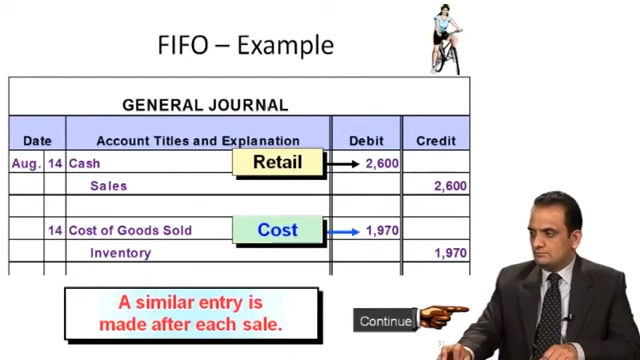 FIFO – Example
GENERAL JOURNAL
Date Account Titles and Explanation Debit Credit
Aug. 14 Cash Retail 2,600
Sales 2,600
14 Cost of Goods Sold Cost 1,970
Inventory 1,970
A similar entry is
made after each sale.
Continue
31